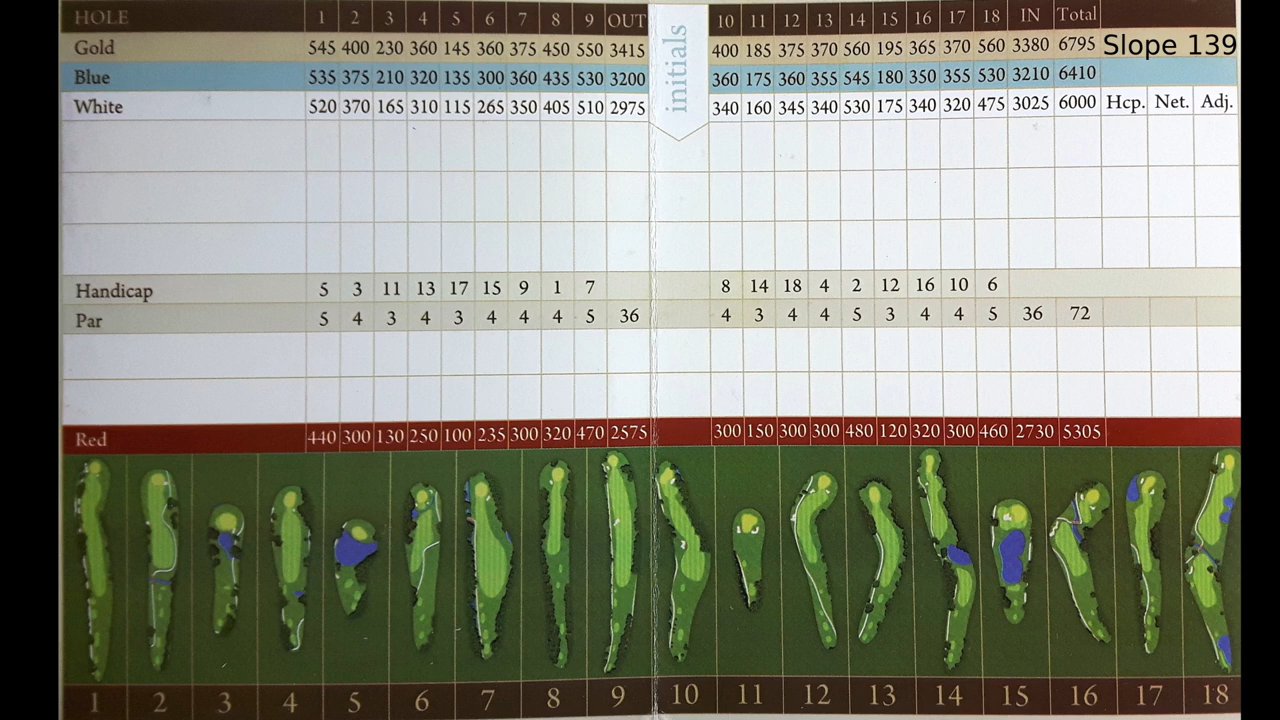 HOLE 1 2 3 4 5 6 7 8 9 OUT initials 10 11 12 13 14 15 16 17 18 IN Total
Gold 545 400 230 360 145 360 375 450 550 3415 400 185 375 370 560 195 365 370 560 3380 6795 Slope 139
Blue 535 375 210 320 135 300 360 435 530 3200 360 175 360 355 545 180 350 355 530 3210 6410
White 520 370 165 310 115 265 350 405 510 2975 340 160 345 340 530 175 340 320 475 3025 6000 Hcp. Net. Adj.
Handicap 5 3 11 13 17 15 9 1 7 8 14 18 4 2 12 16 10 6
Par 5 4 3 4 3 4 4 4 5 36 4 3 4 4 5 3 4 4 5 36 72
Red 440 300 130 250 100 235 300 320 470 2575 300 150 300 300 480 120 320 300 460 2730 5305
1 2 3 4 5 6 7 8 9 10 11 12 13 14 15 16 17 18